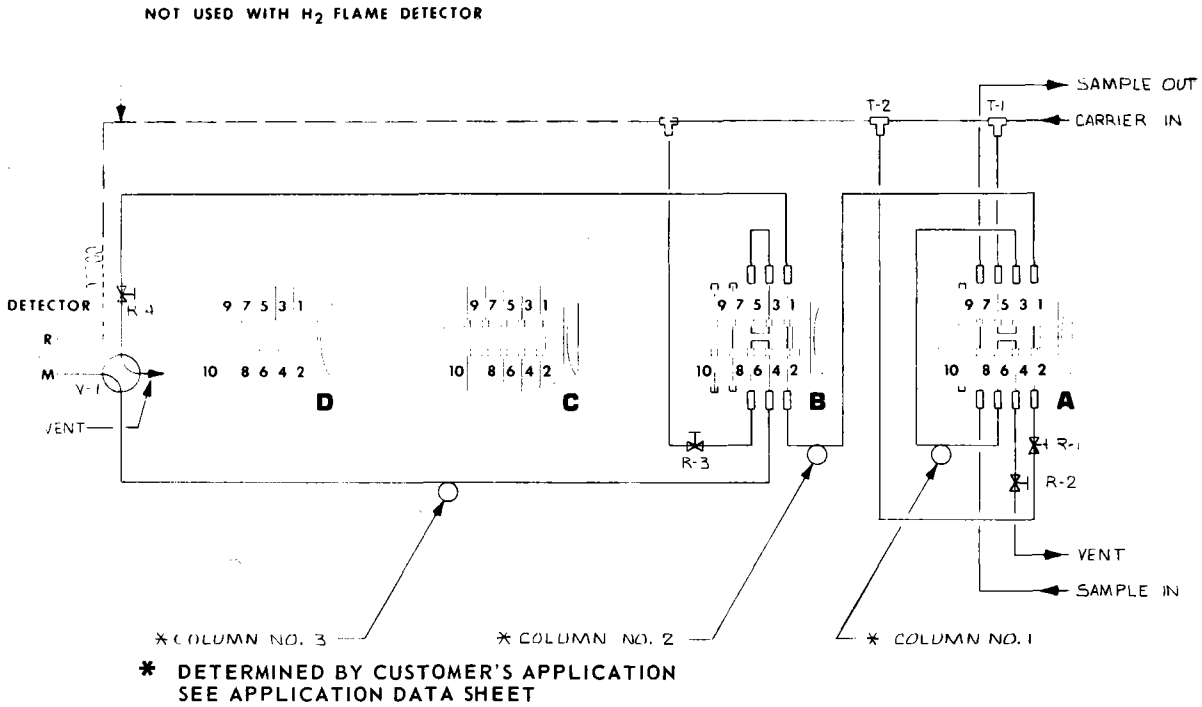 NOT USED WITH H2 FLAME DETECTOR
SAMPLE OUT
T-2
T-1
CARRIER IN
DETECTOR
R-4
R
M
V-1
VENT
9 7 5 3 1
10 8 6 4 2
D
9 7 5 3 1
10 8 6 4 2
C
9 7 5 3 1
10 8 6 4 2
B
9 7 5 3 1
10 8 6 4 2
A
R-3
R-1
R-2
VENT
SAMPLE IN
* COLUMN NO. 3
* COLUMN NO. 2
* COLUMN NO. 1
* DETERMINED BY CUSTOMER'S APPLICATION
SEE APPLICATION DATA SHEET